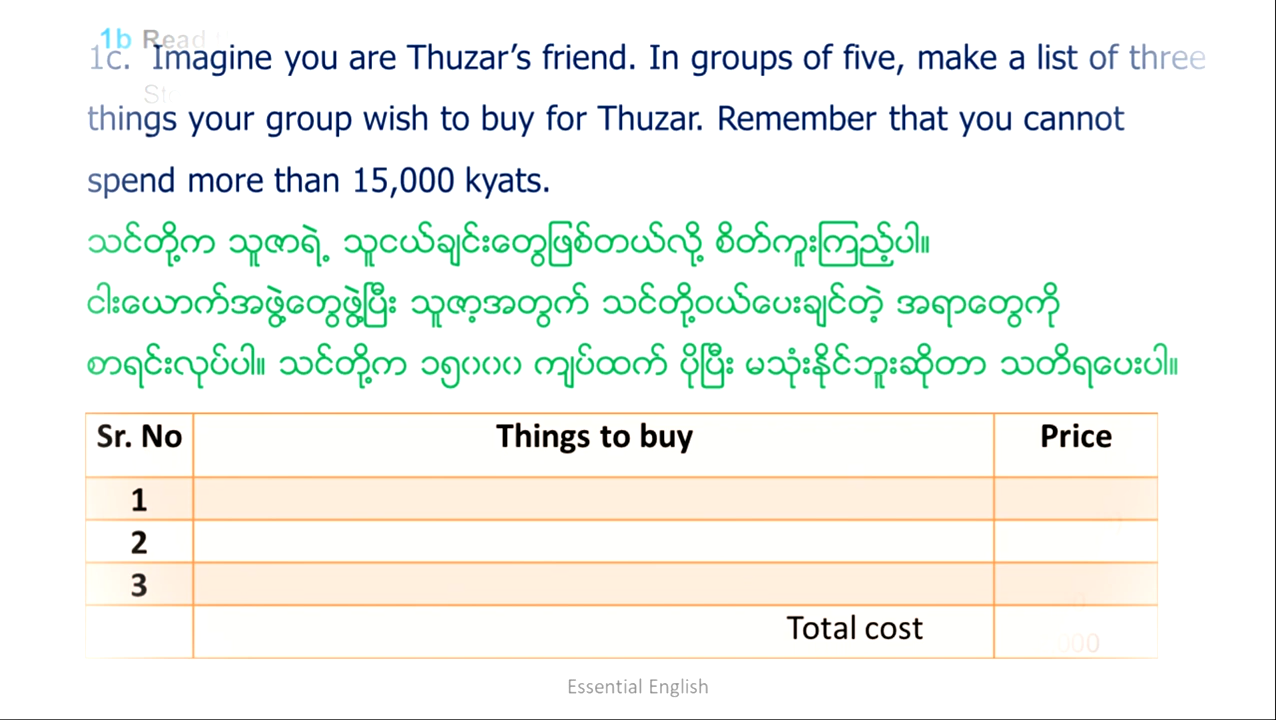 1b Read
1c. Imagine you are Thuzar's friend. In groups of five, make a list of three
things your group wish to buy for Thuzar. Remember that you cannot
spend more than 15,000 kyats.
သင်တို့က သူဇာရဲ့ သူငယ်ချင်းတွေဖြစ်တယ်လို့ စိတ်ကူးကြည့်ပါ။
ငါးယောက်အဖွဲ့တွေဖွဲ့ပြီး သူဇာ့အတွက် သင်တို့ဝယ်ပေးချင်တဲ့ အရာတွေကို
စာရင်းလုပ်ပါ။ သင်တို့က ၁၅၀၀၀ ကျပ်ထက် ပိုပြီး မသုံးနိုင်ဘူးဆိုတာ သတိရပေးပါ။
Sr. No Things to buy Price
1
2
3
Total cost
Essential English